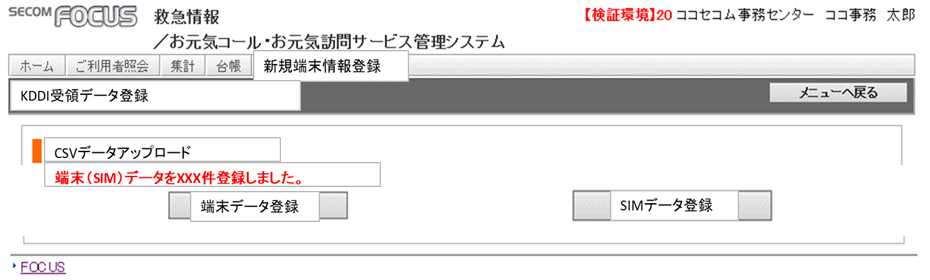 SECOM FOCUS 救急情報 【検証環境】20 ココセコム事務センター ココ事務 太郎
／お元気コール・お元気訪問サービス管理システム
ホーム ご利用者照会 集計 台帳 新規端末情報登録
KDDI受領データ登録 メニューへ戻る
CSVデータアップロード
端末（SIM）データをXXX件登録しました。
端末データ登録 SIMデータ登録
FOCUS